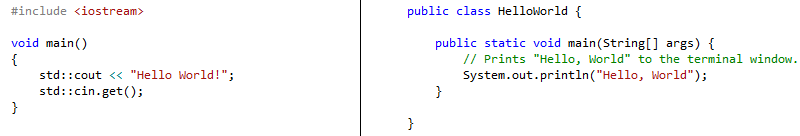 #include <iostream>
void main()
{
    std::cout << "Hello World!";
    std::cin.get();
}
public class HelloWorld {
    public static void main(String[] args) {
        // Prints "Hello, World" to the terminal window.
        System.out.println("Hello, World");
    }
}